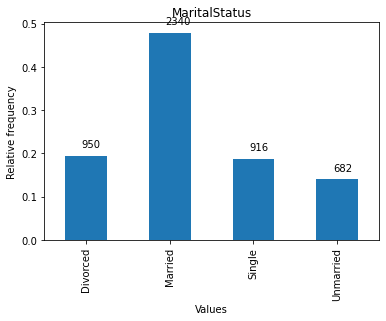 MaritalStatus
2340
950
916
682
0.5
0.4
0.3
0.2
0.1
0.0
Relative frequency
Divorced
Married
Single
Unmarried
Values